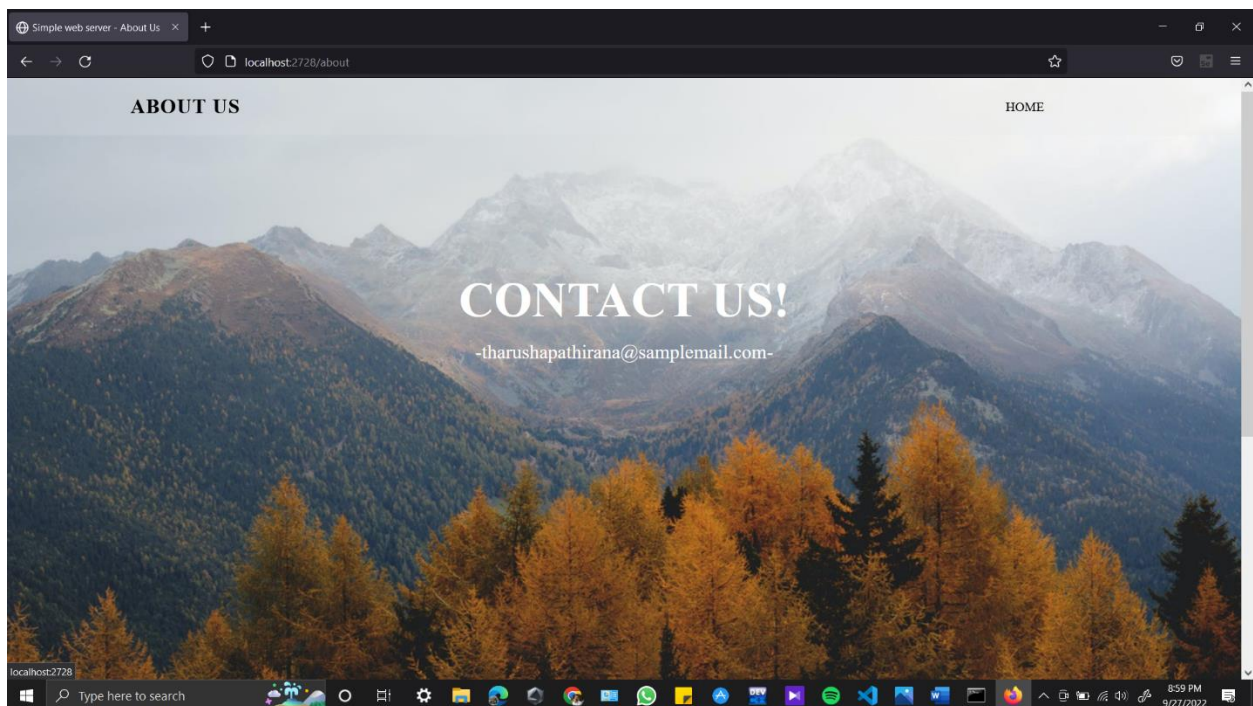 Simple web server - About Us
localhost:2728/about
ABOUT US
HOME
CONTACT US!
-tharushapathirana@samplemail.com-
localhost:2728
Type here to search
DEV
8:59 PM
9/27/2022